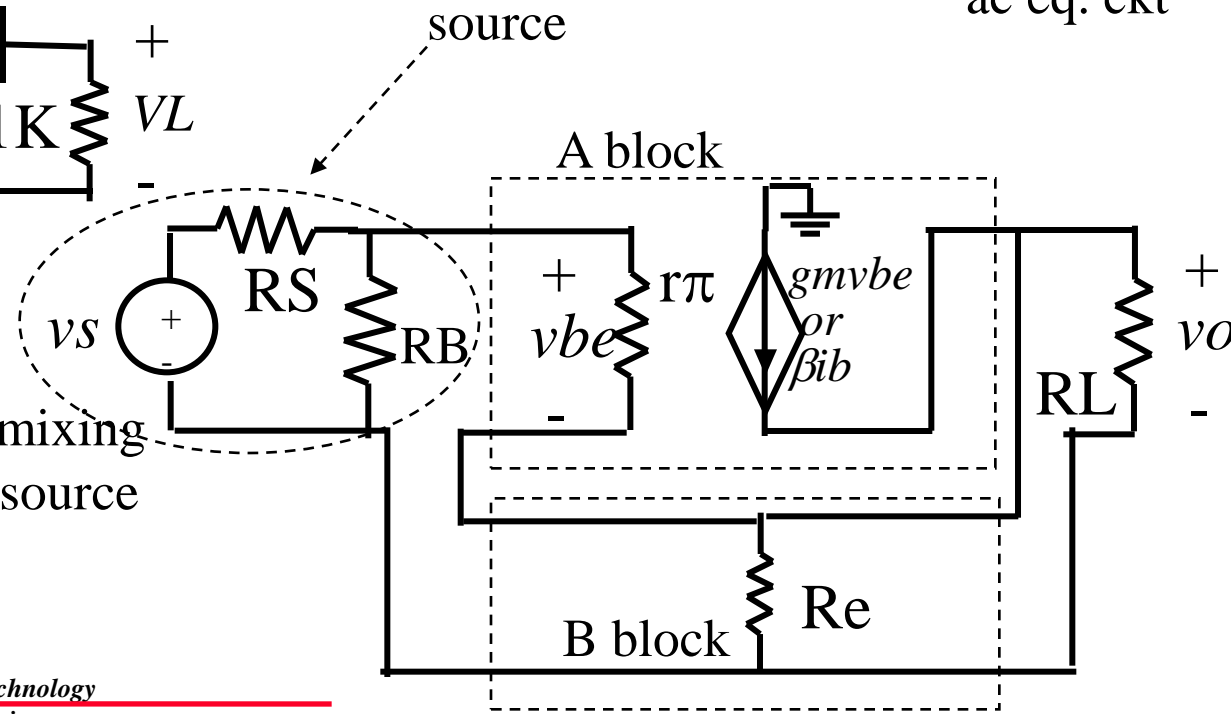 source
ac eq. ckt
+
VL
-
1K
A block
vs
+
-
RS
RB
+
vbe
-
rπ
gmvbe
or
βib
RL
+
vo
-
mixing
source
Re
B block